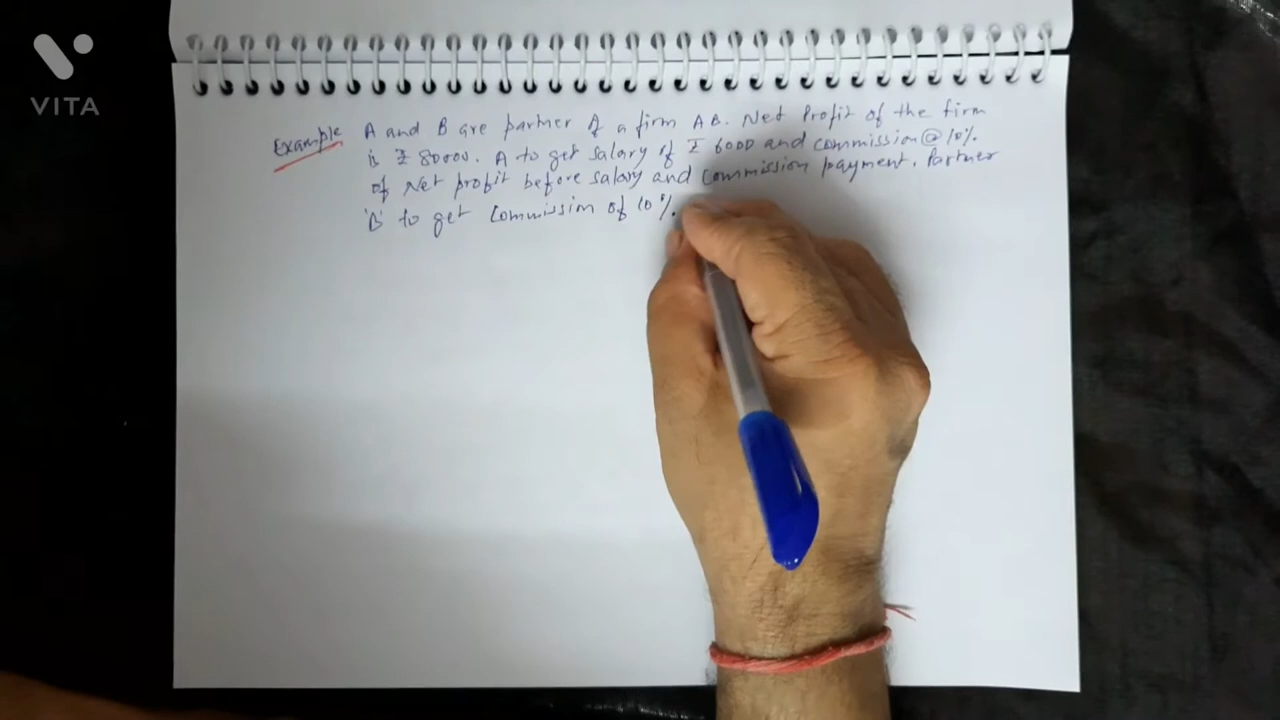 VITA
Example A and B are partner of a firm AB. Net Profit of the firm
is ₹ 80000. A to get salary of ₹ 6000 and commission @ 10%.
of Net profit before salary and commission payment. Partner
'B' to get Commission of 10%.